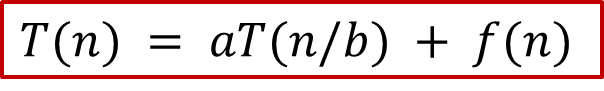 T(n) = aT(n/b) + f(n)